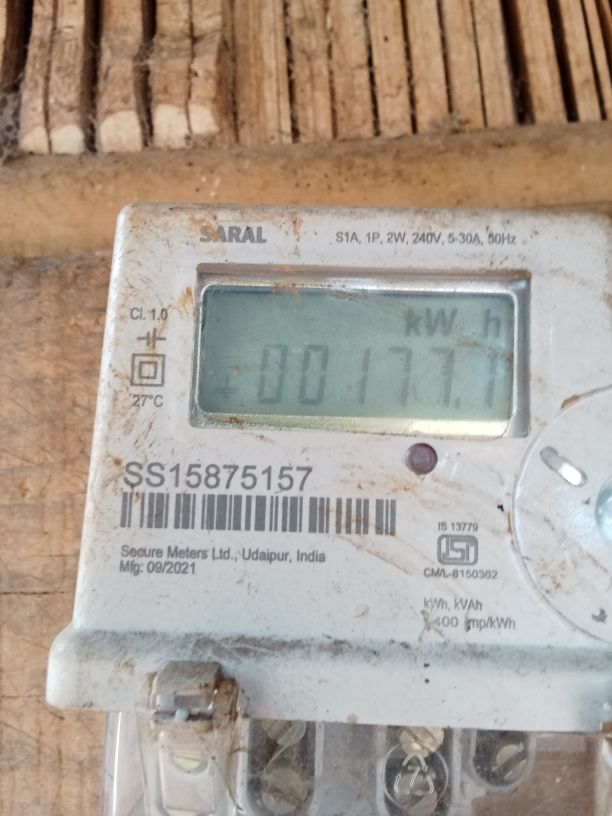 SARAL
S1A, 1P, 2W, 240V, 5-30A, 50Hz
Cl. 1.0
kW h
00177.1
27°C
SS15875157
IS 13779
Secure Meters Ltd., Udaipur, India
Mfg: 09/2021
CM/L-8150362
kWh, kVAh
imp/kWh